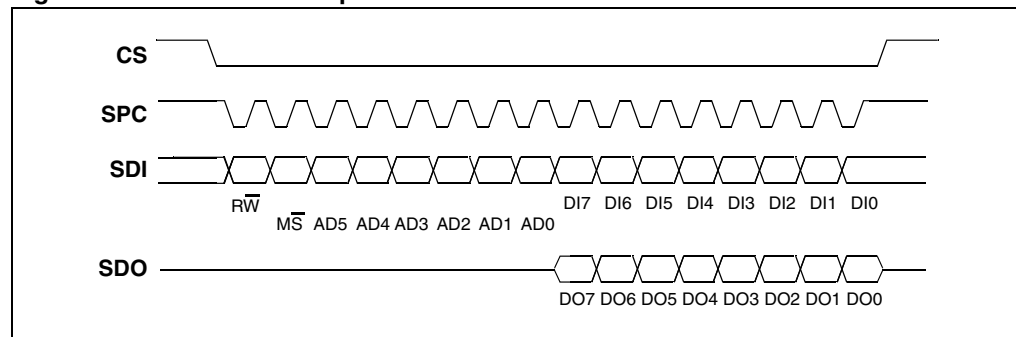 CS
SPC
SDI
RW̅
DI7 DI6 DI5 DI4 DI3 DI2 DI1 DI0
MS̅ AD5 AD4 AD3 AD2 AD1 AD0
SDO
DO7 DO6 DO5 DO4 DO3 DO2 DO1 DO0